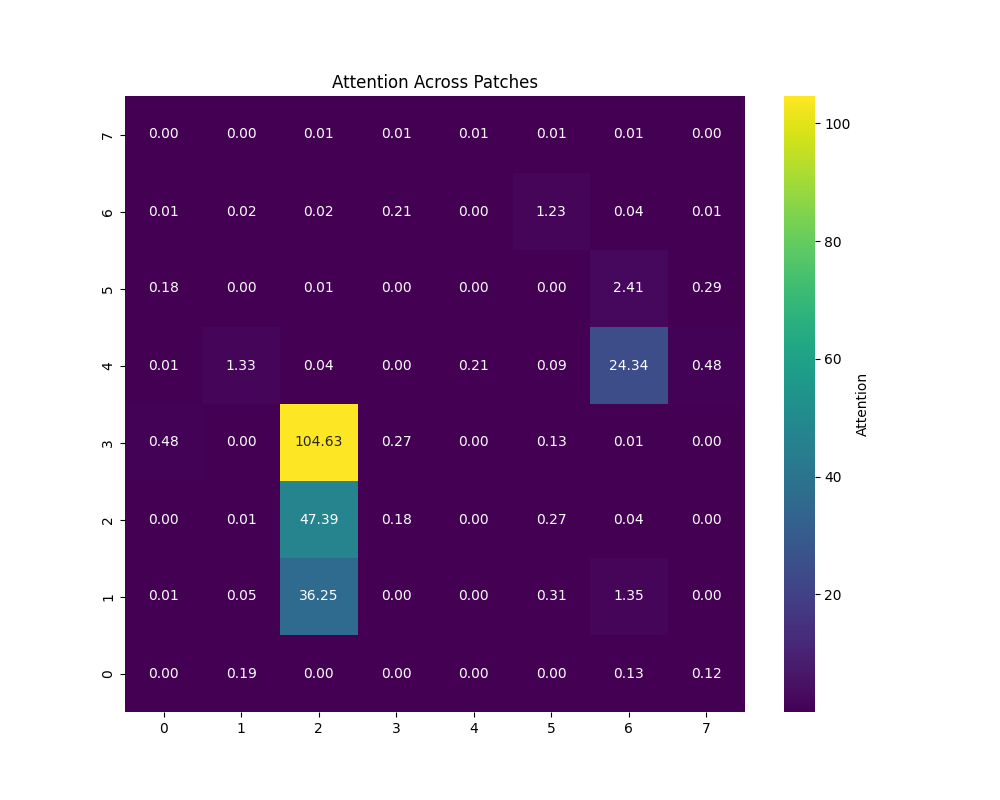 Attention Across Patches
7 0.00 0.00 0.01 0.01 0.01 0.01 0.01 0.00
6 0.01 0.02 0.02 0.21 0.00 1.23 0.04 0.01
5 0.18 0.00 0.01 0.00 0.00 0.00 2.41 0.29
4 0.01 1.33 0.04 0.00 0.21 0.09 24.34 0.48
3 0.48 0.00 104.63 0.27 0.00 0.13 0.01 0.00
2 0.00 0.01 47.39 0.18 0.00 0.27 0.04 0.00
1 0.01 0.05 36.25 0.00 0.00 0.31 1.35 0.00
0 0.00 0.19 0.00 0.00 0.00 0.00 0.13 0.12
0 1 2 3 4 5 6 7
100
80
60
40
20
Attention